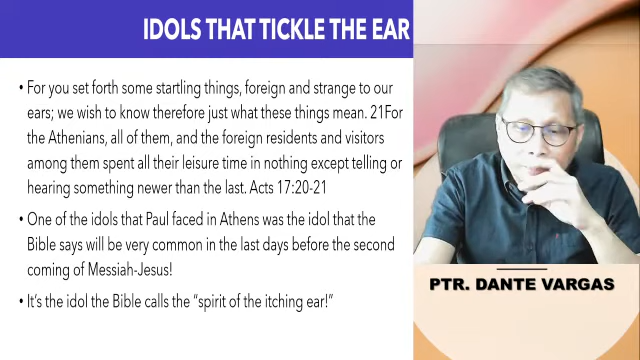 IDOLS THAT TICKLE THE EAR
• For you set forth some startling things, foreign and strange to our
ears; we wish to know therefore just what these things mean. 21For
the Athenians, all of them, and the foreign residents and visitors
among them spent all their leisure time in nothing except telling or
hearing something newer than the last. Acts 17:20-21
• One of the idols that Paul faced in Athens was the idol that the
Bible says will be very common in the last days before the second
coming of Messiah-Jesus!
• It's the idol the Bible calls the "spirit of the itching ear!"
PTR. DANTE VARGAS